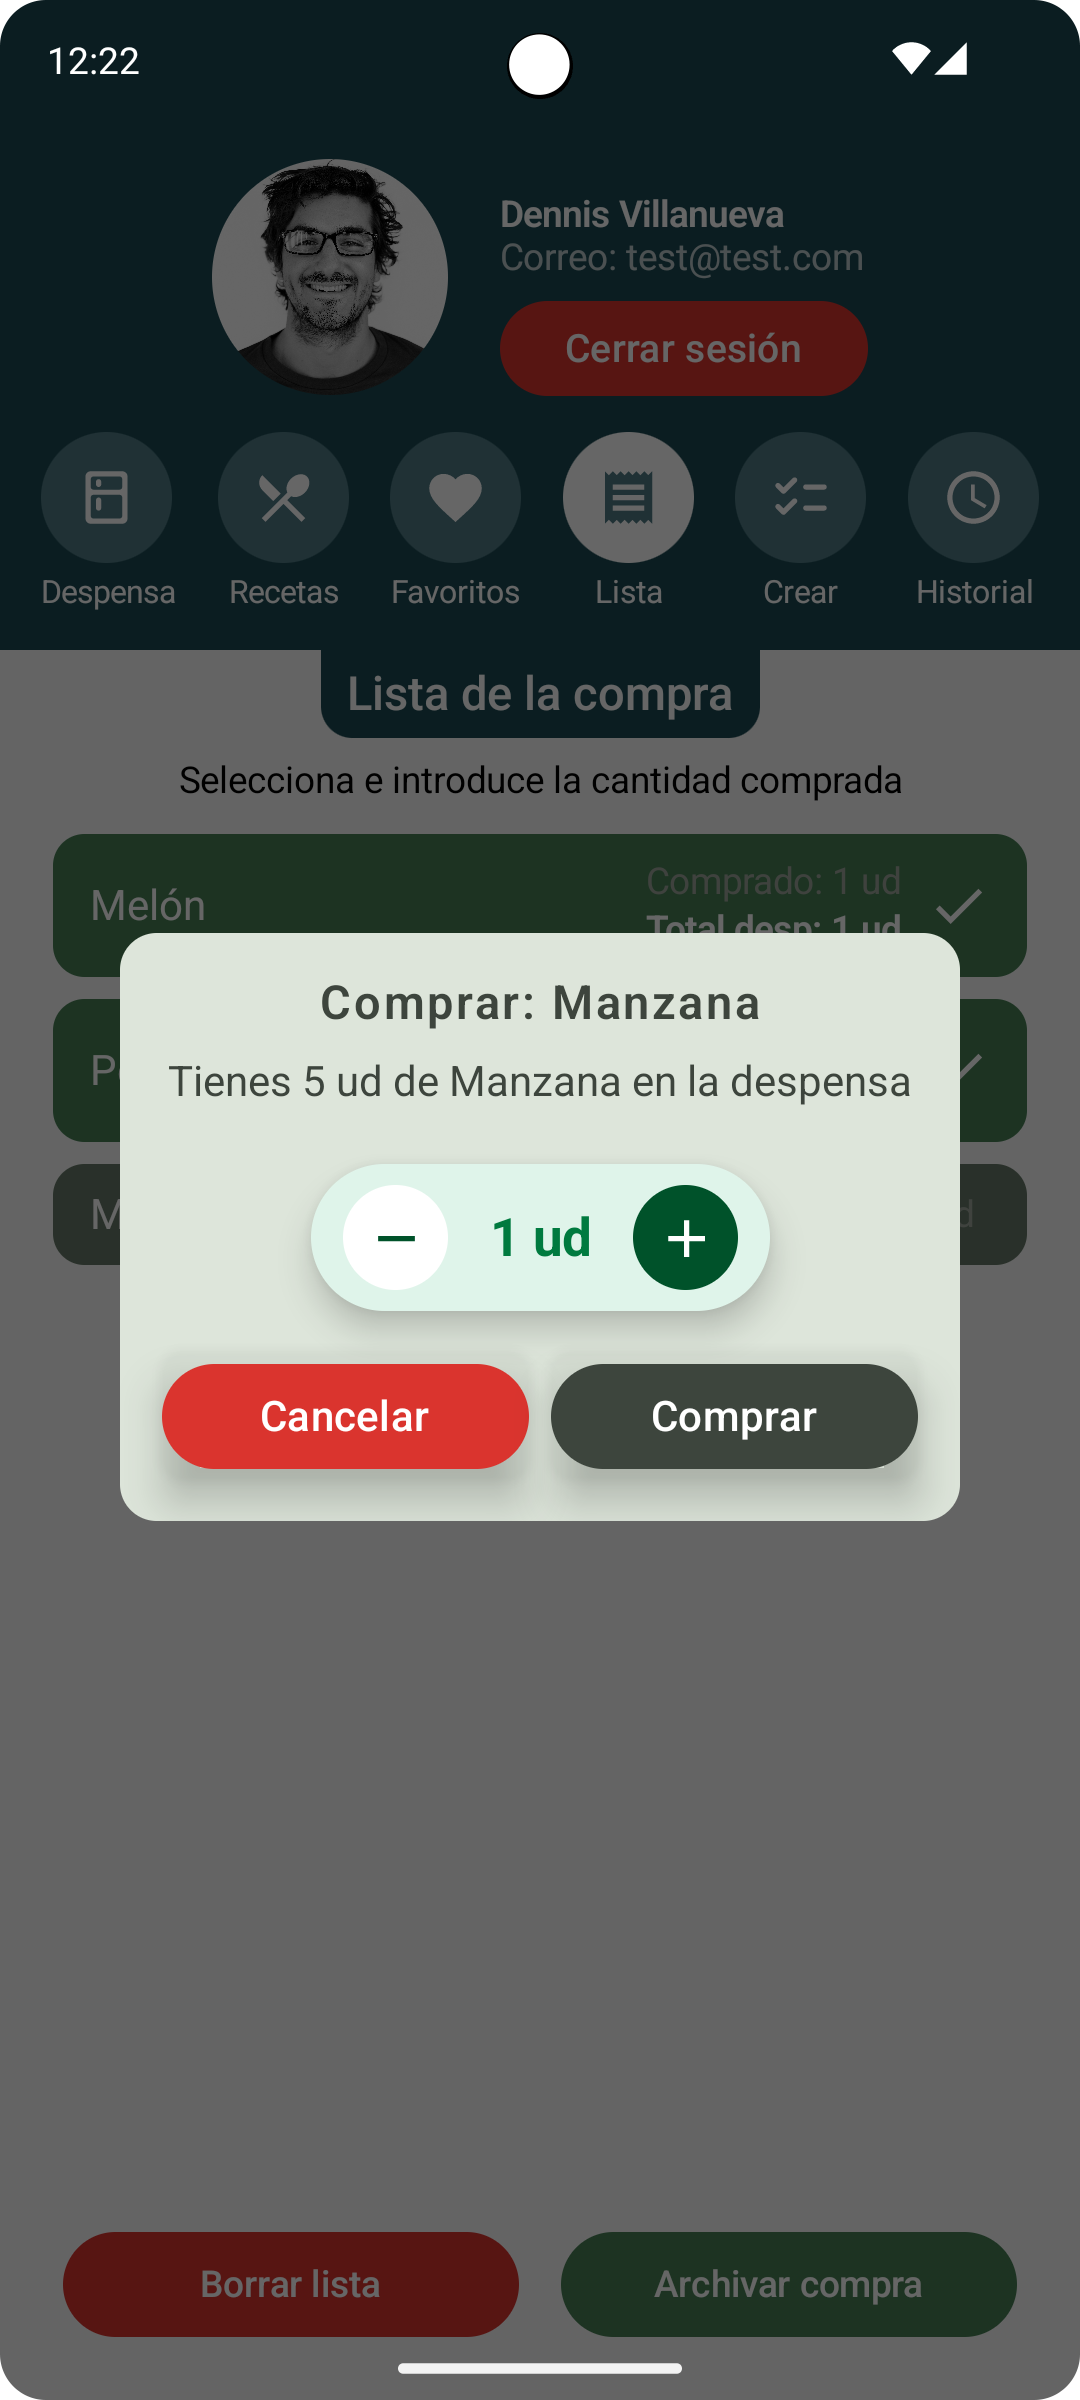 12:22
Dennis Villanueva
Correo: test@test.com
Cerrar sesión
Despensa
Recetas
Favoritos
Lista
Crear
Historial
Lista de la compra
Selecciona e introduce la cantidad comprada
Melón
Comprado: 1 ud
Total desp: 1 ud
Comprar: Manzana
Tienes 5 ud de Manzana en la despensa
1 ud
Cancelar
Comprar
Borrar lista
Archivar compra